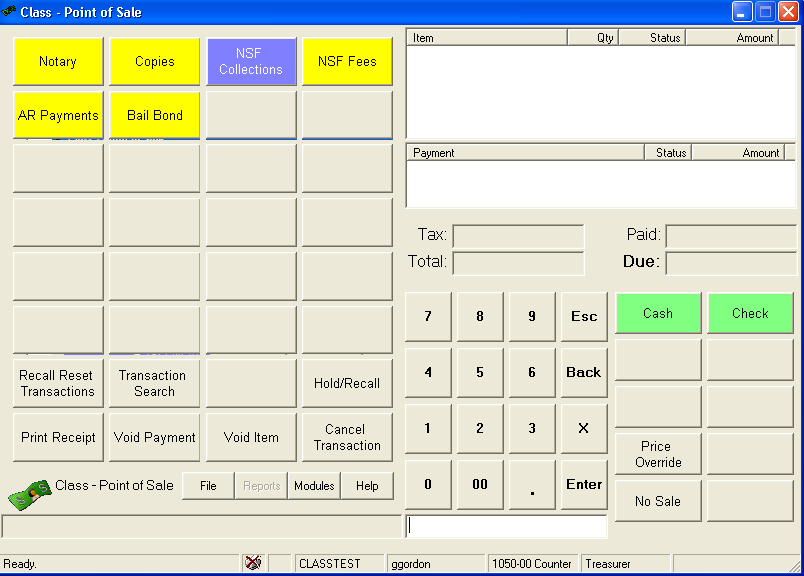 Class - Point of Sale
Notary
Copies
NSF
Collections
NSF Fees
AR Payments
Bail Bond
Recall Reset
Transactions
Transaction
Search
Hold/Recall
Print Receipt
Void Payment
Void Item
Cancel
Transaction
Class - Point of Sale
File
Reports
Modules
Help
Item Qty Status Amount
Payment Status Amount
Tax:
Paid:
Total:
Due:
7 8 9 Esc
4 5 6 Back
1 2 3 X
0 00 . Enter
Cash
Check
Price
Override
No Sale
Ready.
CLASSTEST
ggordon
1050-00 Counter
Treasurer